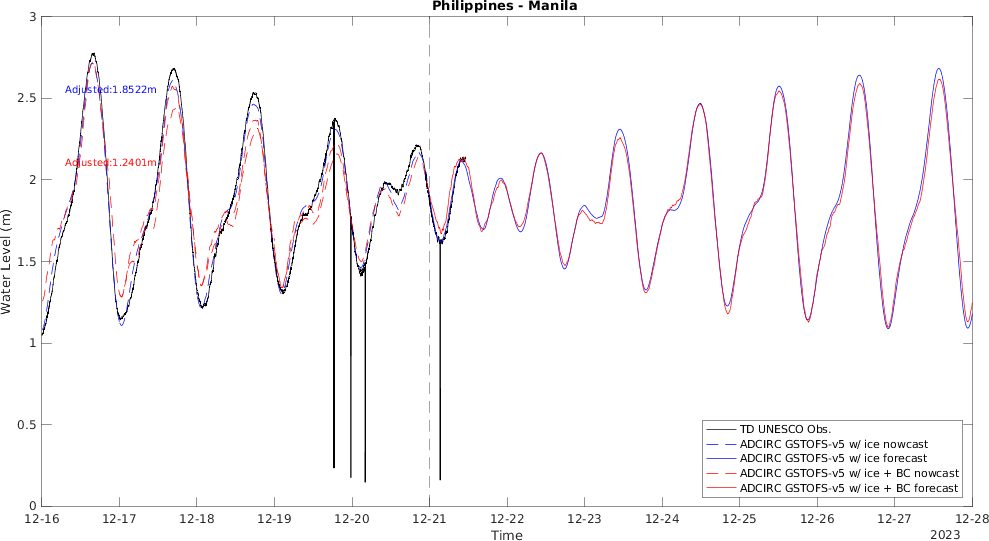 Philippines - Manila
3
2.5
2
1.5
1
0.5
0
Water Level (m)
Adjusted:1.8522m
Adjusted:1.2401m
TD UNESCO Obs.
ADCIRC GSTOFS-v5 w/ ice nowcast
ADCIRC GSTOFS-v5 w/ ice forecast
ADCIRC GSTOFS-v5 w/ ice + BC nowcast
ADCIRC GSTOFS-v5 w/ ice + BC forecast
12-16 12-17 12-18 12-19 12-20 12-21 12-22 12-23 12-24 12-25 12-26 12-27 12-28
Time
2023